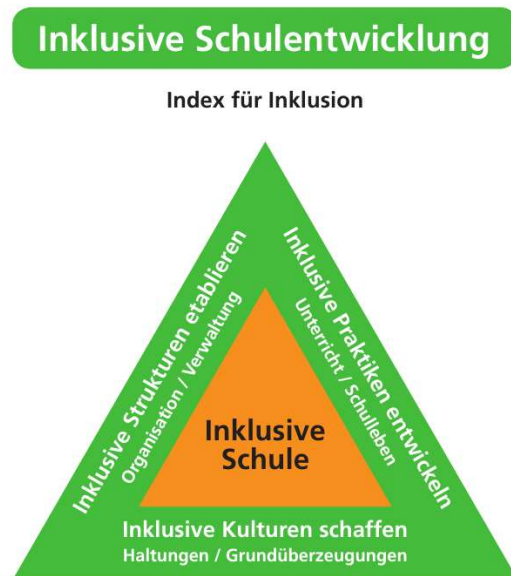 Inklusive Schulentwicklung
Index für Inklusion
Inklusive Strukturen etablieren
Organisation / Verwaltung
Inklusive Praktiken entwickeln
Unterricht / Schulleben
Inklusive
Schule
Inklusive Kulturen schaffen
Haltungen / Grundüberzeugungen